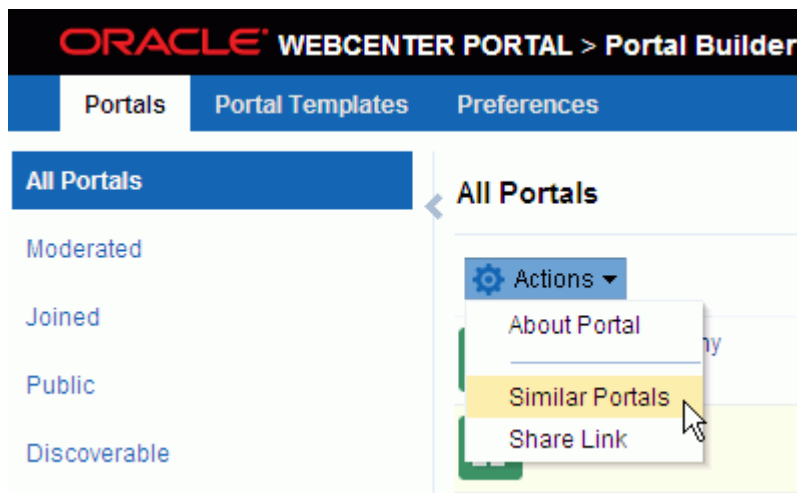 ORACLE WEBCENTER PORTAL > Portal Builder
Portals Portal Templates Preferences
All Portals
Moderated
Joined
Public
Discoverable
All Portals
Actions
About Portal
Similar Portals
Share Link